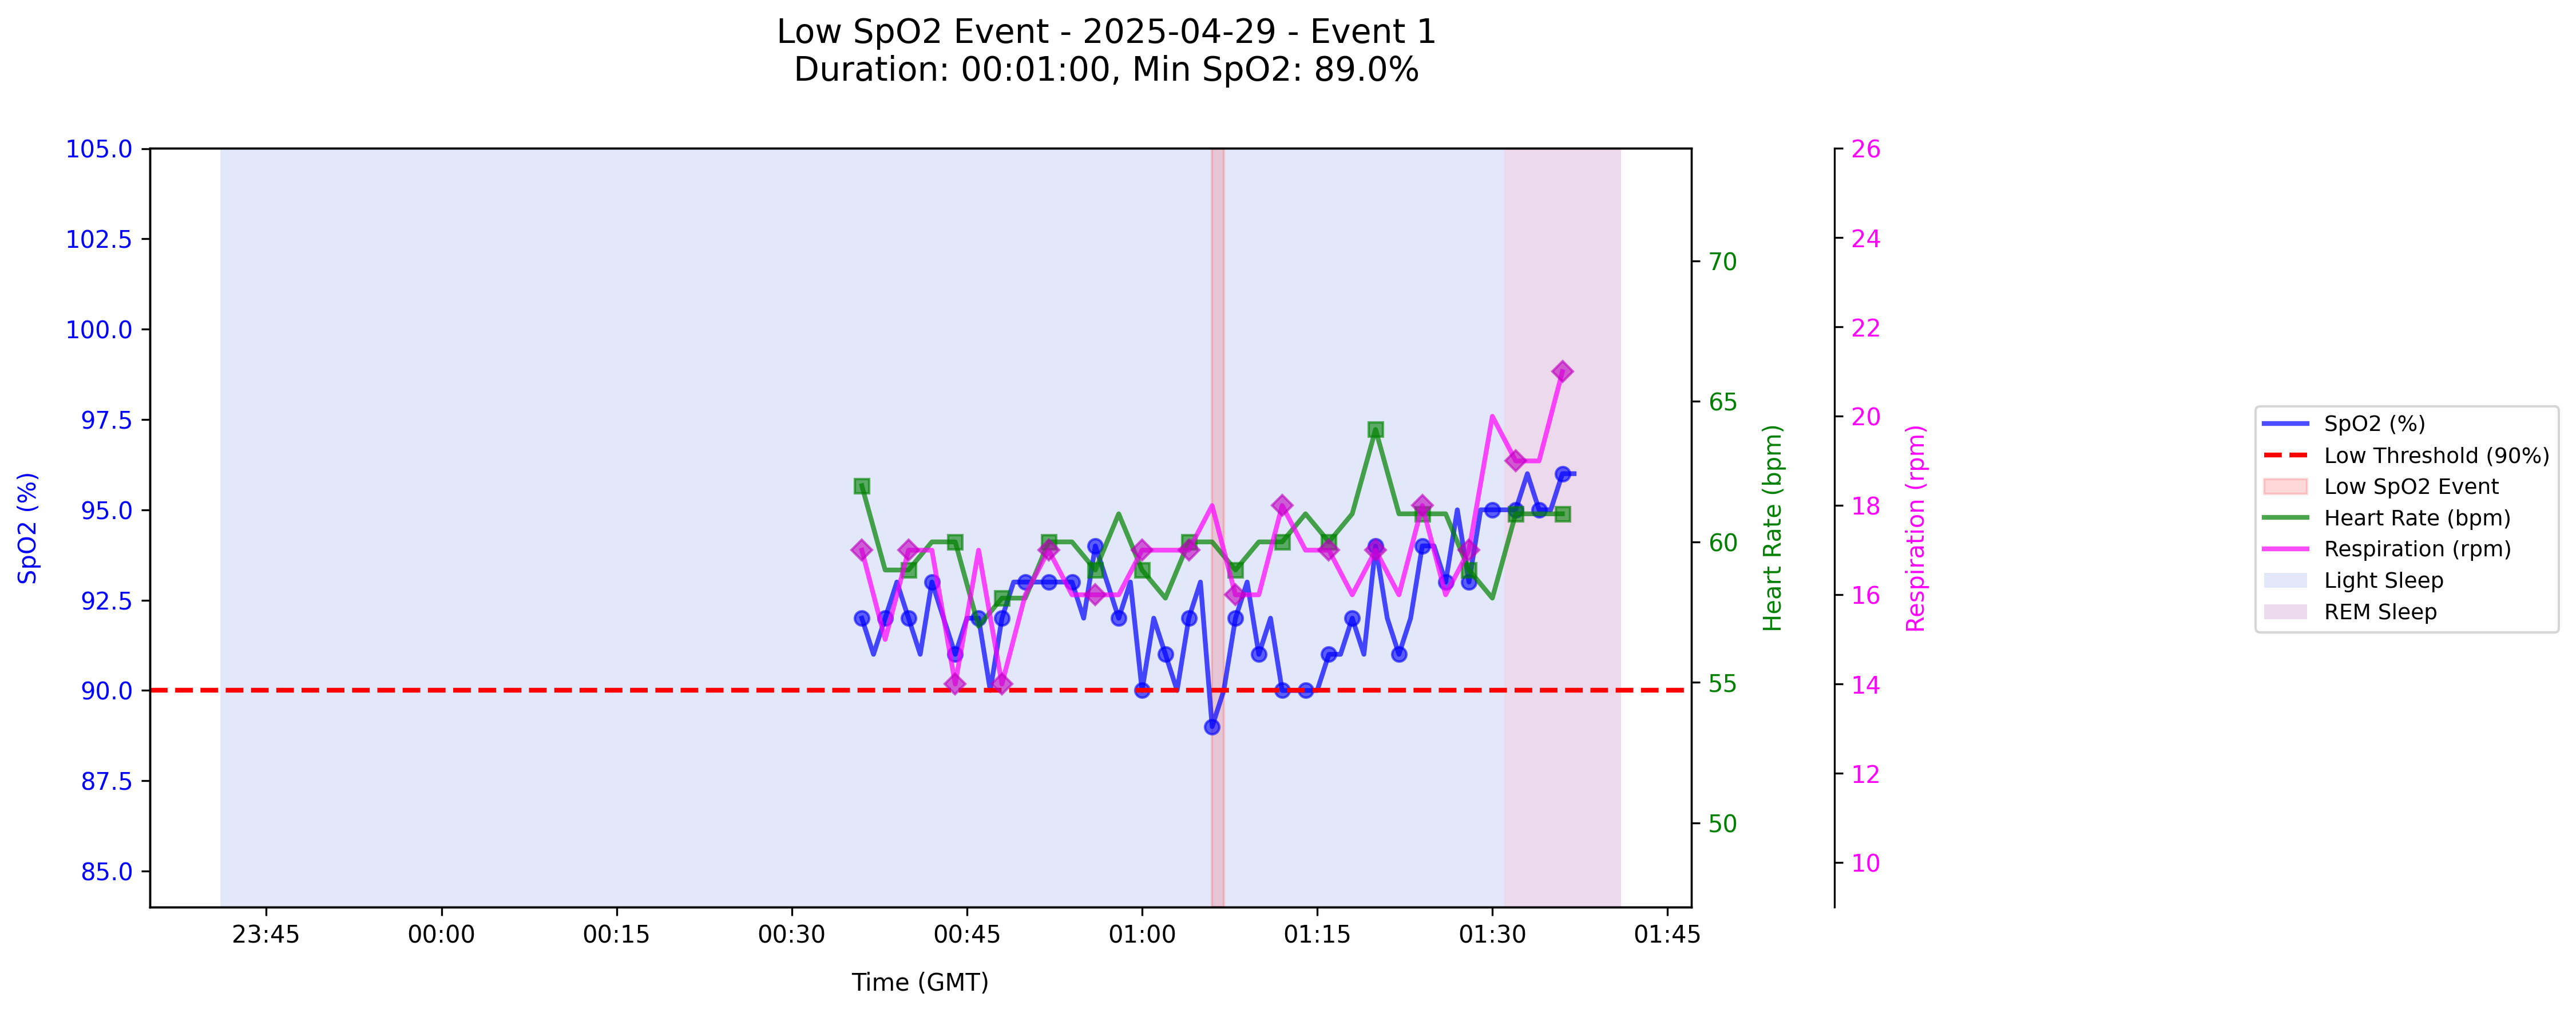 Low SpO2 Event - 2025-04-29 - Event 1
Duration: 00:01:00, Min SpO2: 89.0%
105.0
102.5
100.0
97.5
95.0
92.5
90.0
87.5
85.0
SpO2 (%)
23:45
00:00
00:15
00:30
00:45
01:00
01:15
01:30
01:45
Time (GMT)
70
65
60
55
50
Heart Rate (bpm)
26
24
22
20
18
16
14
12
10
Respiration (rpm)
SpO2 (%)
Low Threshold (90%)
Low SpO2 Event
Heart Rate (bpm)
Respiration (rpm)
Light Sleep
REM Sleep